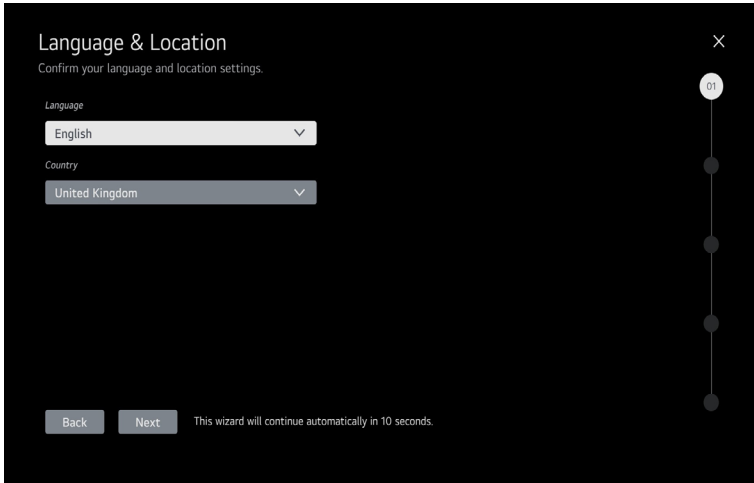 Language & Location
Confirm your language and location settings.
01
Language
English
Country
United Kingdom
Back
Next
This wizard will continue automatically in 10 seconds.